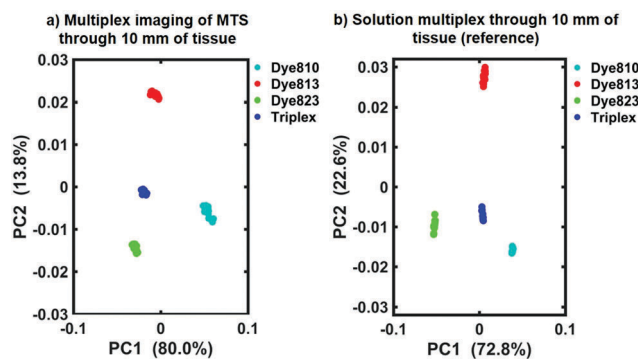 a) Multiplex imaging of MTS
through 10 mm of tissue
Dye810
Dye813
Dye823
Triplex
0.03
0.02
0.01
0
-0.01
-0.02
-0.03
PC2 (13.8%)
-0.1
0
0.1
PC1 (80.0%)
b) Solution multiplex through 10 mm of
tissue (reference)
Dye810
Dye813
Dye823
Triplex
0.03
0.02
0.01
0
-0.01
-0.02
-0.03
PC2 (22.6%)
-0.1
0
0.1
PC1 (72.8%)